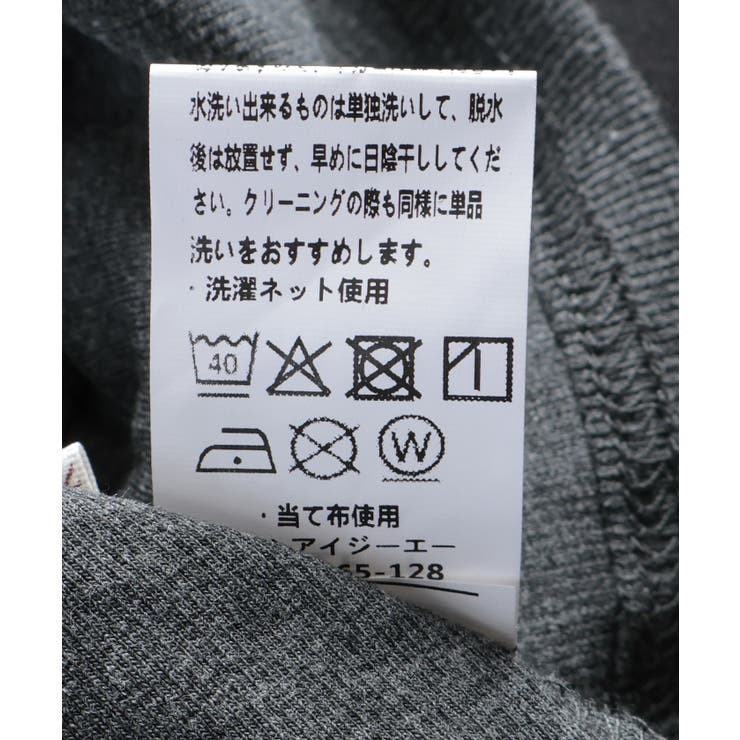 水洗い出来るものは単独洗いして、脱水
後は放置せず、早めに日陰干ししてくだ
さい。クリーニングの際も同様に単品
洗いをおすすめします。
・洗濯ネット使用
40
W
・当て布使用
アイジーエー
65-128